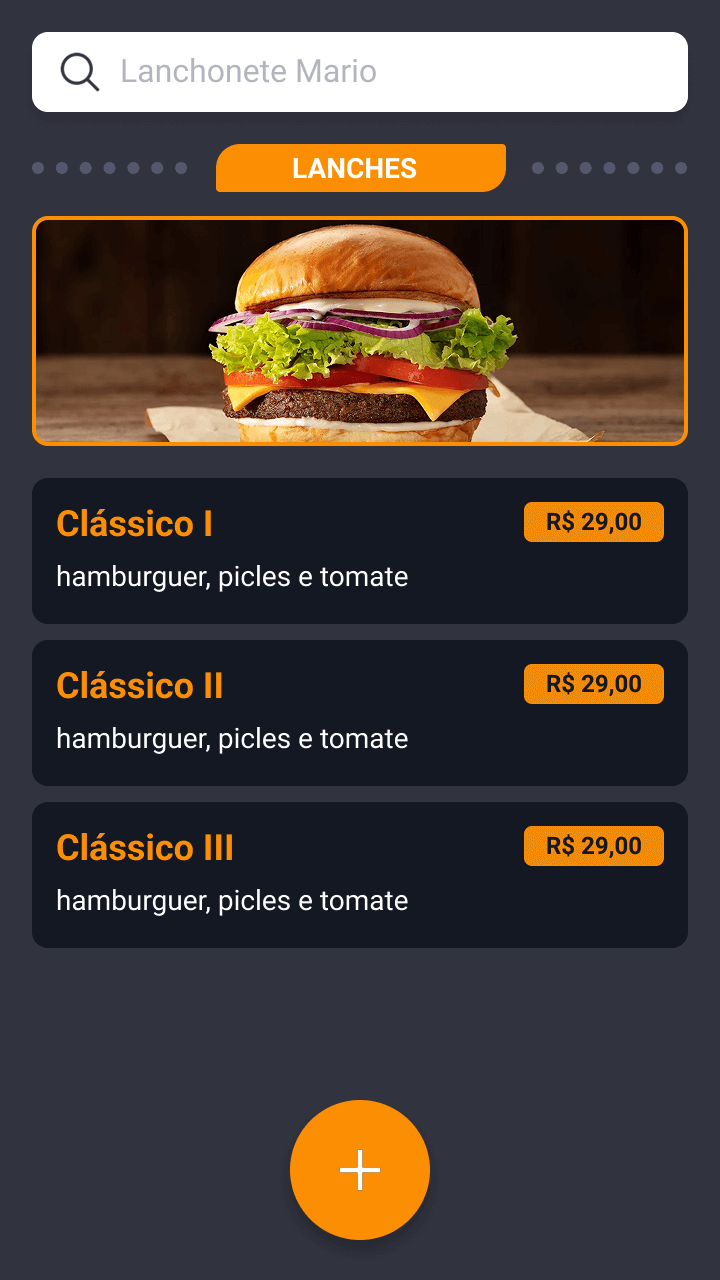 Lanchonete Mario
LANCHES
Clássico I
R$ 29,00
hamburguer, picles e tomate
Clássico II
R$ 29,00
hamburguer, picles e tomate
Clássico III
R$ 29,00
hamburguer, picles e tomate